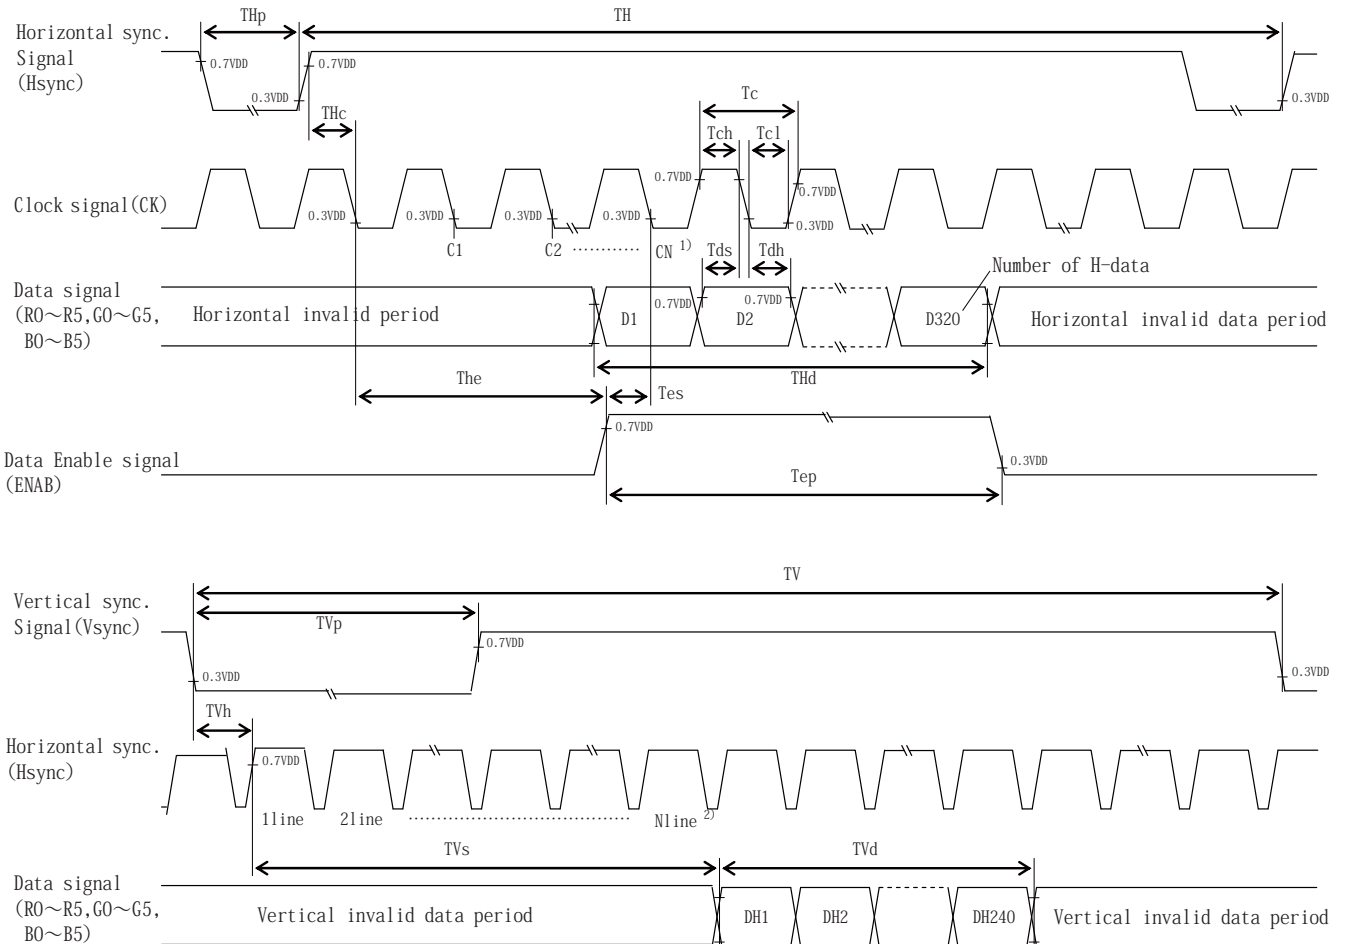 THp
TH
Horizontal sync.
Signal
(Hsync)
0.7VDD
0.7VDD
0.3VDD
0.3VDD
THc
Tc
Tch
Tcl
Clock signal(CK)
0.3VDD
0.3VDD
0.3VDD
0.3VDD
0.7VDD
0.7VDD
0.3VDD
C1
C2
CN 1)
Tds
Tdh
Number of H-data
Data signal
(R0～R5,G0～G5,
B0～B5)
Horizontal invalid period
D1
0.7VDD
D2
0.7VDD
D320
Horizontal invalid data period
The
THd
Tes
0.7VDD
Data Enable signal
(ENAB)
0.3VDD
Tep
TV
Vertical sync.
Signal(Vsync)
TVp
0.7VDD
0.3VDD
0.3VDD
TVh
Horizontal sync.
(Hsync)
0.7VDD
1line
2line
Nline 2)
TVs
TVd
Data signal
(R0～R5,G0～G5,
B0～B5)
Vertical invalid data period
DH1
DH2
DH240
Vertical invalid data period